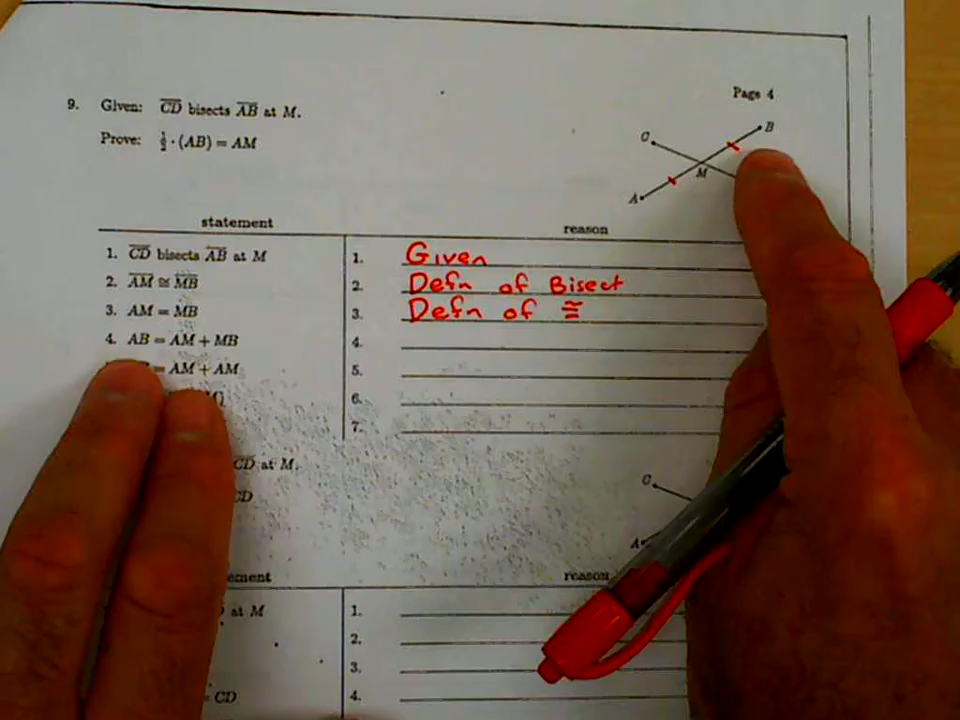 Page 4
9. Given: CD bisects AB at M.
Prove: ½ · (AB) = AM
C
B
M
A
statement reason
1. CD bisects AB at M 1. Given
2. AM ≅ MB 2. Defn of Bisect
3. AM = MB 3. Defn of ≅
4. AB = AM + MB 4.
= AM + AM 5.
6.
7.
CD at M.
C
CD
A
reason
at M 1.
2.
3.
= CD 4.